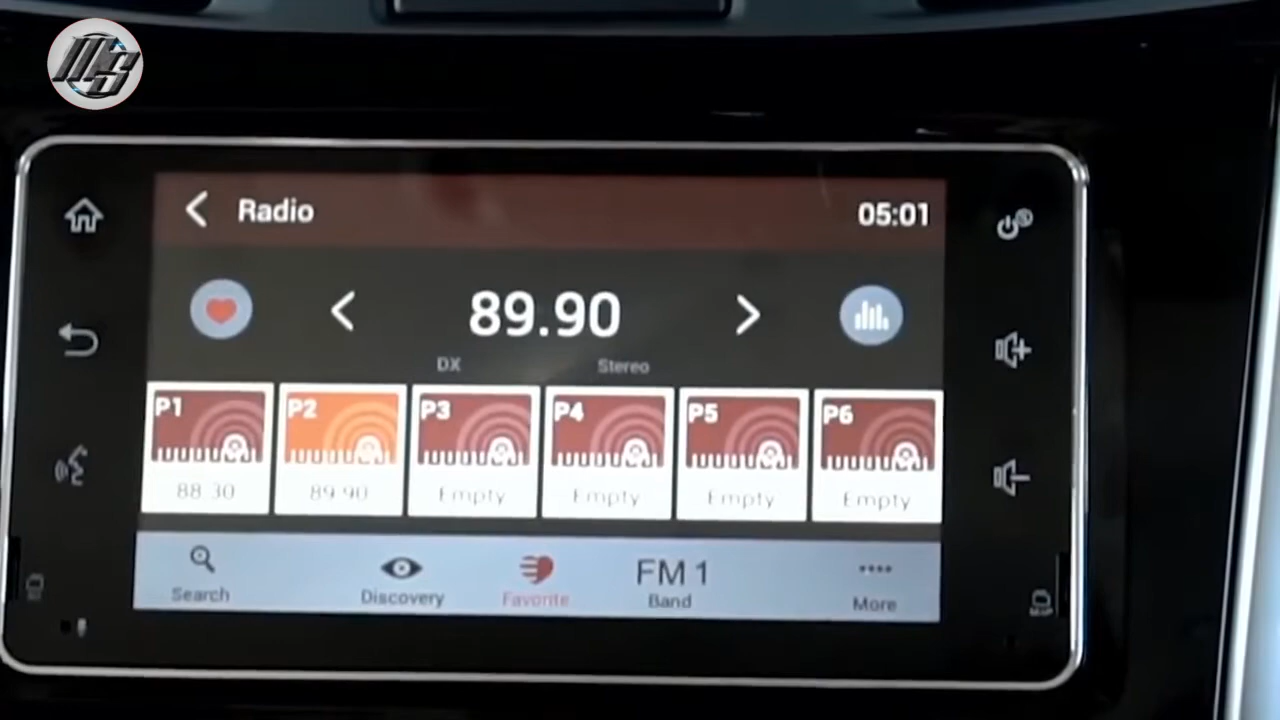 MS
Radio
05:01
89.90
DX
Stereo
P1
P2
P3
P4
P5
P6
88.30
89.90
Empty
Empty
Empty
Empty
Search
Discovery
Favorite
FM 1
Band
More